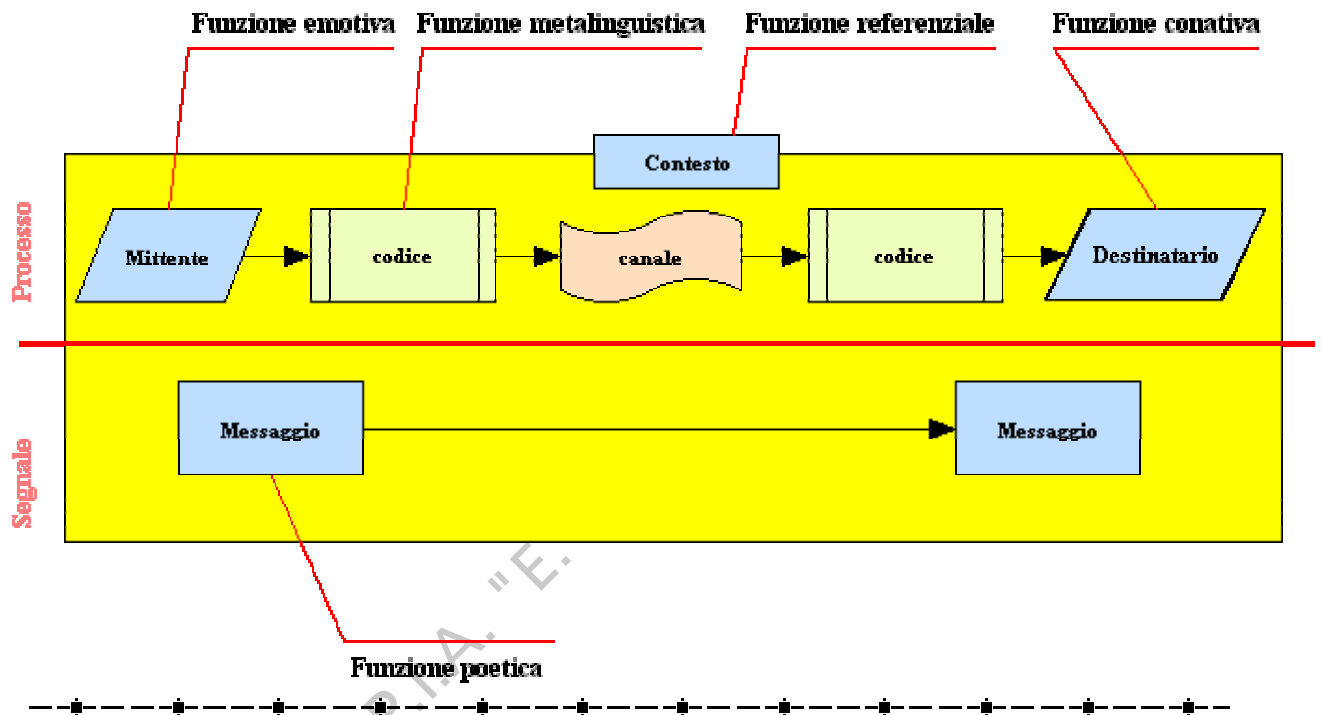 Funzione emotiva
Funzione metalinguistica
Funzione referenziale
Funzione conativa
Contesto
Processo
Mittente
codice
canale
codice
Destinatario
Segnale
Messaggio
Messaggio
P.I.A. "E.
Funzione poetica